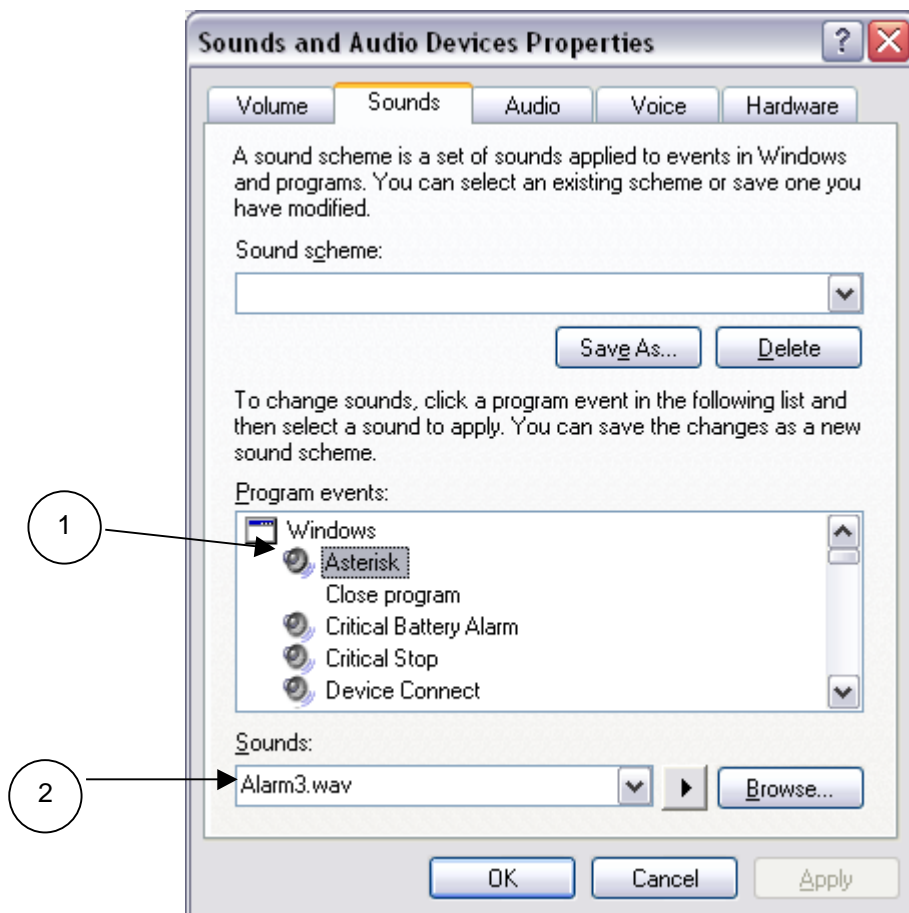 Sounds and Audio Devices Properties
?
Volume
Sounds
Audio
Voice
Hardware
A sound scheme is a set of sounds applied to events in Windows
and programs. You can select an existing scheme or save one you
have modified.
Sound scheme:
Save As...
Delete
To change sounds, click a program event in the following list and
then select a sound to apply. You can save the changes as a new
sound scheme.
Program events:
1
Windows
Asterisk
Close program
Critical Battery Alarm
Critical Stop
Device Connect
Sounds:
2
Alarm3.wav
Browse...
OK
Cancel
Apply